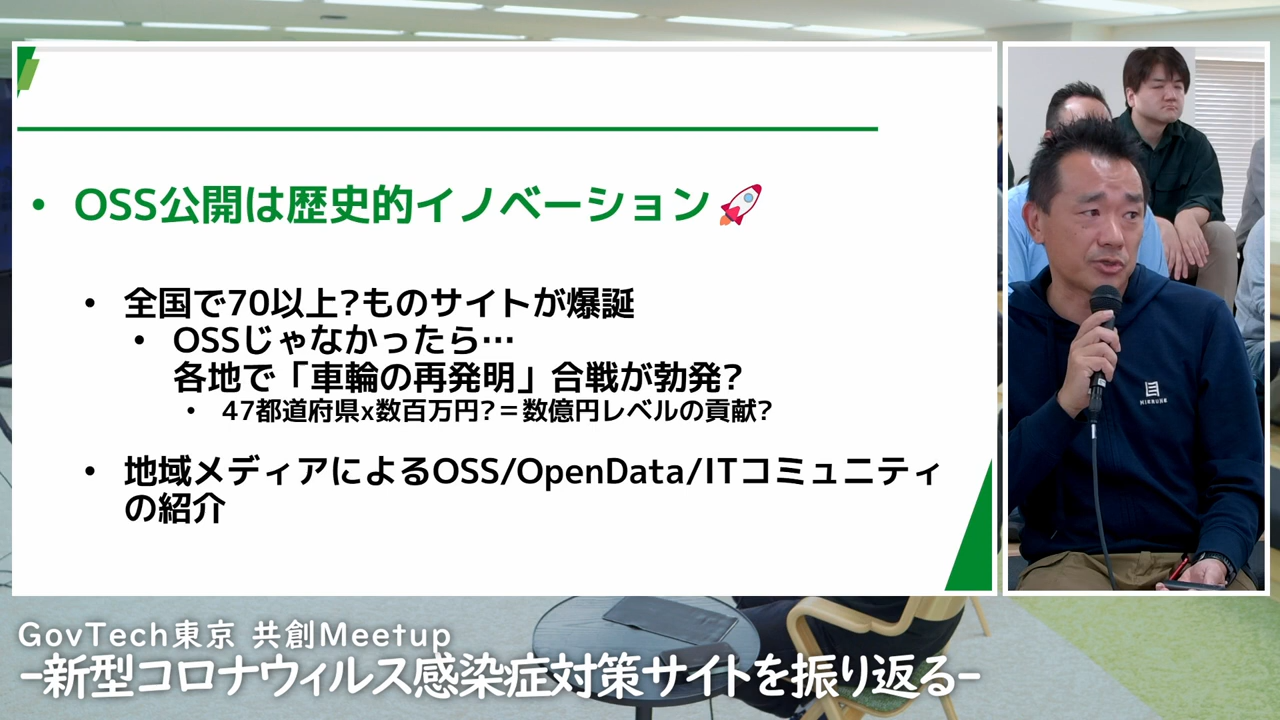 OSS公開は歴史的イノベーション🚀
全国で70以上?ものサイトが爆誕
OSSじゃなかったら…
各地で「車輪の再発明」合戦が勃発?
47都道府県x数百万円?＝数億円レベルの貢献?
地域メディアによるOSS/OpenData/ITコミュニティ
の紹介
GovTech東京 共創Meetup
-新型コロナウィルス感染症対策サイトを振り返る-